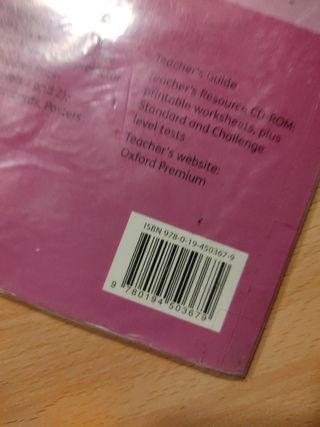 Teacher's Guide
Teacher's Resource CD-ROM:
printable worksheets, plus
Standard and Challenge
level tests
Teacher's website:
Oxford Premium
Posters
ISBN 978-0-19-450367-9
9 780194 503679